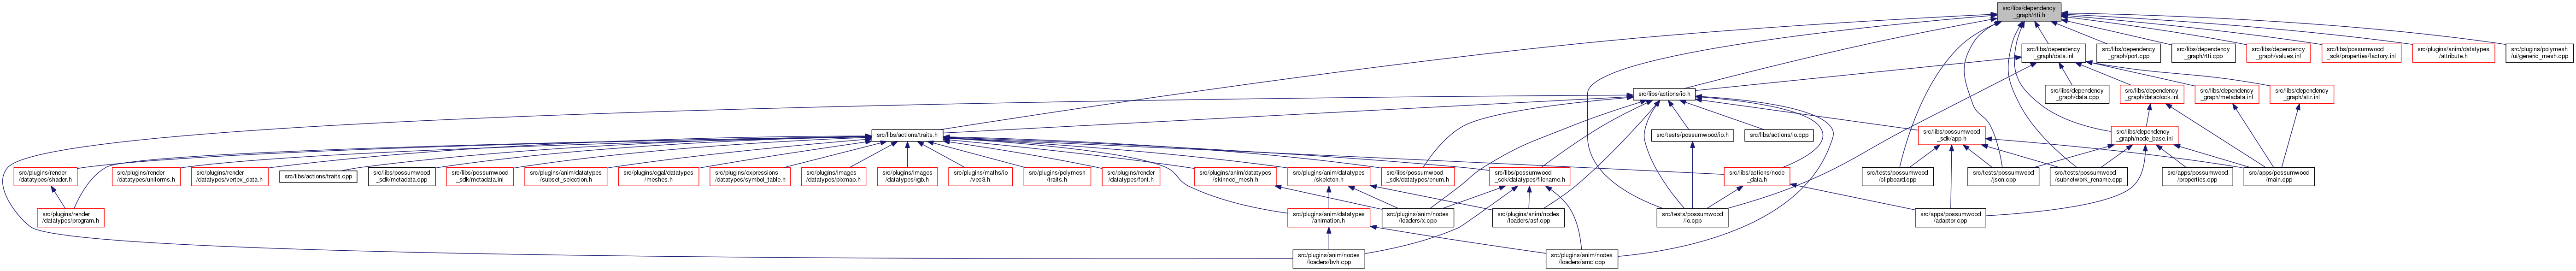 src/libs/dependency
_graph/rtti.h
src/libs/dependency
_graph/data.inl
src/libs/dependency
_graph/port.cpp
src/libs/dependency
_graph/rtti.cpp
src/libs/dependency
_graph/values.inl
src/libs/possumwood
_sdk/properties/factory.inl
src/plugins/anim/datatypes
/attribute.h
src/plugins/polymesh
/ui/generic_mesh.cpp
src/libs/actions/io.h
src/libs/dependency
_graph/data.cpp
src/libs/dependency
_graph/datablock.inl
src/libs/dependency
_graph/metadata.inl
src/libs/dependency
_graph/attr.inl
src/libs/actions/traits.h
src/tests/possumwood/io.h
src/libs/actions/io.cpp
src/libs/possumwood
_sdk/app.h
src/libs/dependency
_graph/node_base.inl
src/plugins/render
/datatypes/shader.h
src/plugins/render
/datatypes/uniforms.h
src/plugins/render
/datatypes/vertex_data.h
src/libs/actions/traits.cpp
src/libs/possumwood
_sdk/metadata.cpp
src/libs/possumwood
_sdk/metadata.inl
src/plugins/anim/datatypes
/subset_selection.h
src/plugins/cgal/datatypes
/meshes.h
src/plugins/expressions
/datatypes/symbol_table.h
src/plugins/images
/datatypes/pixmap.h
src/plugins/images
/datatypes/rgb.h
src/plugins/maths/io
/vec3.h
src/plugins/polymesh
/traits.h
src/plugins/render
/datatypes/font.h
src/plugins/anim/datatypes
/skinned_mesh.h
src/plugins/anim/datatypes
/skeleton.h
src/libs/possumwood
_sdk/datatypes/enum.h
src/libs/possumwood
_sdk/datatypes/filename.h
src/libs/actions/node
_data.h
src/tests/possumwood
/clipboard.cpp
src/tests/possumwood
/json.cpp
src/tests/possumwood
/subnetwork_rename.cpp
src/apps/possumwood
/properties.cpp
src/apps/possumwood
/main.cpp
src/plugins/render
/datatypes/program.h
src/plugins/anim/datatypes
/animation.h
src/plugins/anim/nodes
/loaders/x.cpp
src/plugins/anim/nodes
/loaders/asf.cpp
src/tests/possumwood
/io.cpp
src/apps/possumwood
/adaptor.cpp
src/plugins/anim/nodes
/loaders/bvh.cpp
src/plugins/anim/nodes
/loaders/amc.cpp